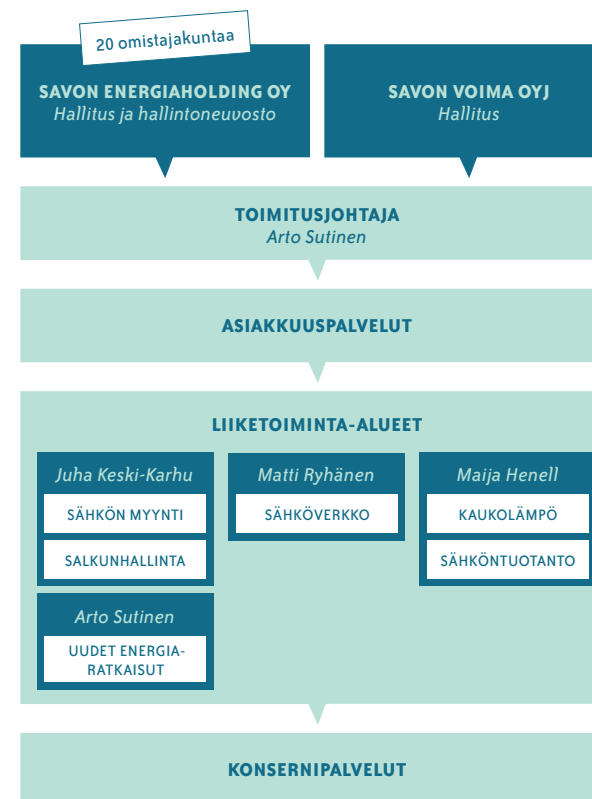 20 omistajakuntaa
SAVON ENERGIAHOLDING OY
Hallitus ja hallintoneuvosto
SAVON VOIMA OYJ
Hallitus
TOIMITUSJOHTAJA
Arto Sutinen
ASIAKKUUSPALVELUT
LIIKETOIMINTA-ALUEET
Juha Keski-Karhu
SÄHKÖN MYYNTI
SALKUNHALLINTA
Matti Ryhänen
SÄHKÖVERKKO
Maija Henell
KAUKOLÄMPÖ
SÄHKÖNTUOTANTO
Arto Sutinen
UUDET ENERGIA-
RATKAISUT
KONSERNIPALVELUT